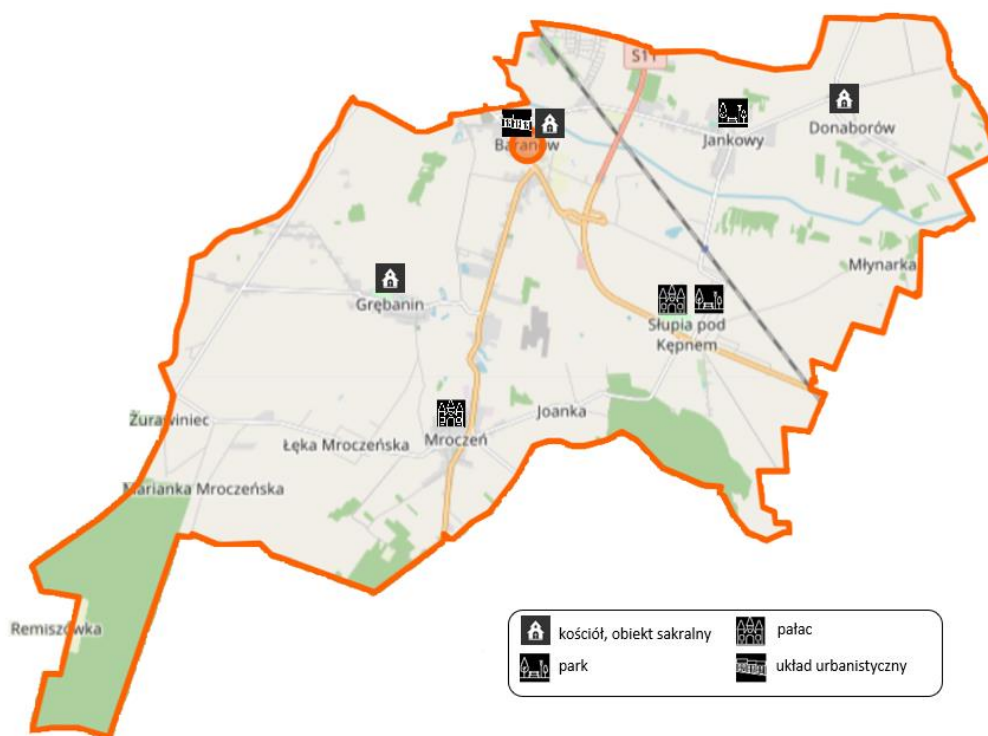 S11
Baranów
Jankowy
Donaborów
Młynarka
Grębanin
Słupia pod
Kępnem
Żurawiniec
Łęka Mroczeńska
Mroczeń
Joanka
Marianka Mroczeńska
Remiszówka
kościół, obiekt sakralny
pałac
park
układ urbanistyczny